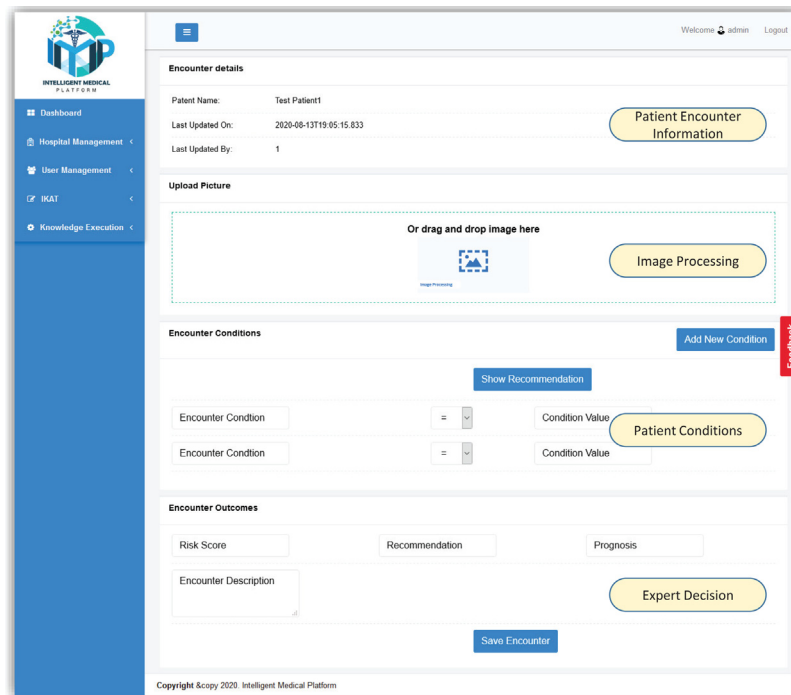 INTELLIGENT MEDICAL
PLATFORM
Welcome admin Logout
Dashboard
Hospital Management
User Management
IKAT
Knowledge Execution
Encounter details
Patent Name: Test Patient1
Last Updated On: 2020-08-13T19:05:15.833
Last Updated By: 1
Patient Encounter
Information
Upload Picture
Or drag and drop image here
Image Processing
Image Processing
Encounter Conditions
Add New Condition
Feedback
Show Recommendation
Encounter Condtion = Condition Value
Encounter Condtion = Condition Value
Patient Conditions
Encounter Outcomes
Risk Score Recommendation Prognosis
Encounter Description
Expert Decision
Save Encounter
Copyright &copy 2020. Intelligent Medical Platform